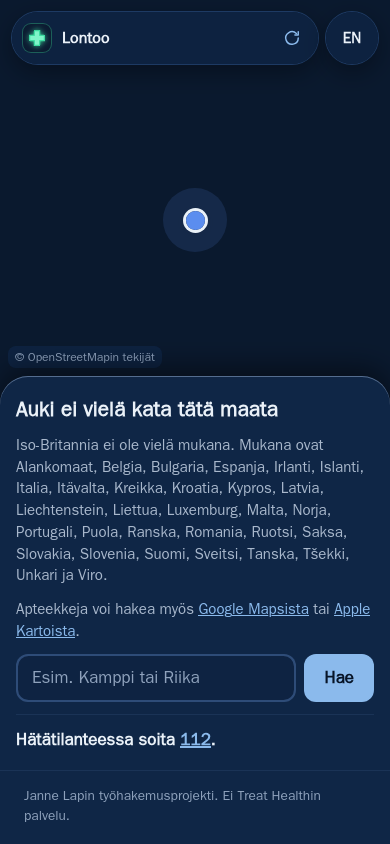 Lontoo
EN
© OpenStreetMapin tekijät
Auki ei vielä kata tätä maata
Iso-Britannia ei ole vielä mukana. Mukana ovat
Alankomaat, Belgia, Bulgaria, Espanja, Irlanti, Islanti,
Italia, Itävalta, Kreikka, Kroatia, Kypros, Latvia,
Liechtenstein, Liettua, Luxemburg, Malta, Norja,
Portugali, Puola, Ranska, Romania, Ruotsi, Saksa,
Slovakia, Slovenia, Suomi, Sveitsi, Tanska, Tšekki,
Unkari ja Viro.
Apteekkeja voi hakea myös Google Mapsista tai Apple
Kartoista.
Esim. Kamppi tai Riika
Hae
Hätätilanteessa soita 112.
Janne Lapin työhakemusprojekti. Ei Treat Healthin
palvelu.